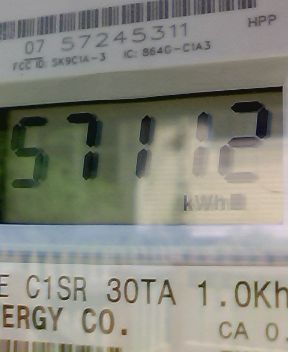 HPP
07 57245311
FCC ID: SK9C1A-3 IC: 864G-C1A3
57112
kWh
E C1SR 30TA 1.0Kh
ERGY CO.
CA 0.